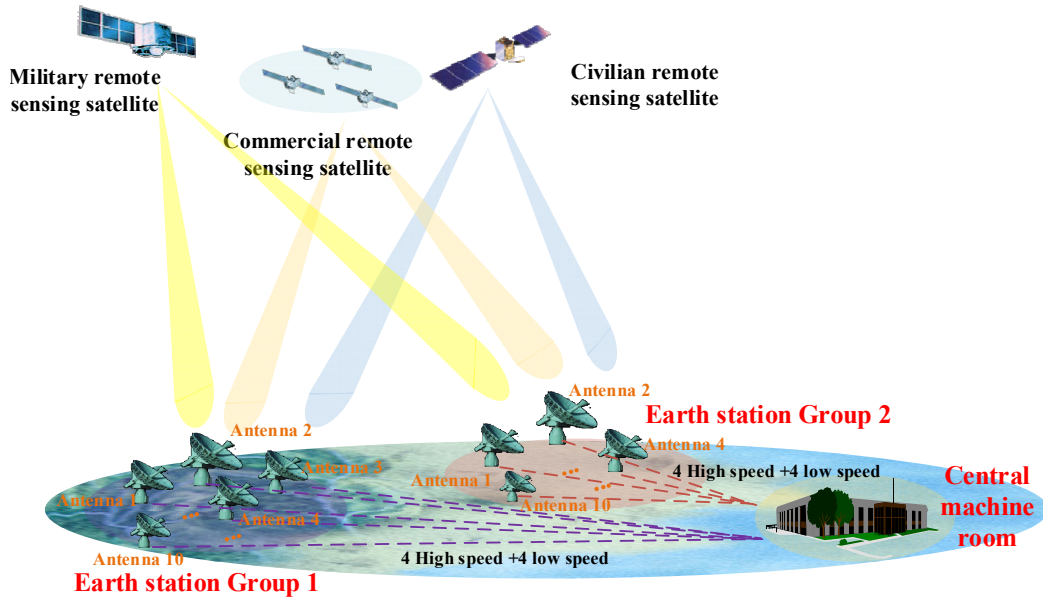 Military remote
sensing satellite
Commercial remote
sensing satellite
Civilian remote
sensing satellite
Antenna 2
Earth station Group 2
Antenna 4
Antenna 1
Antenna 10
4 High speed +4 low speed
Central
machine
room
Antenna 2
Antenna 3
Antenna 1
Antenna 4
Antenna 10
4 High speed +4 low speed
Earth station Group 1